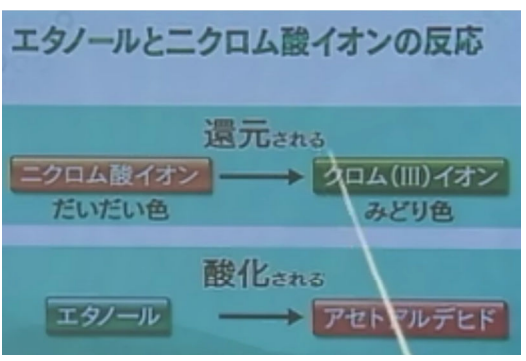 エタノールと二クロム酸イオンの反応
還元される
二クロム酸イオン → クロム(III)イオン
だいだい色 みどり色
酸化される
エタノール → アセトアルデヒド